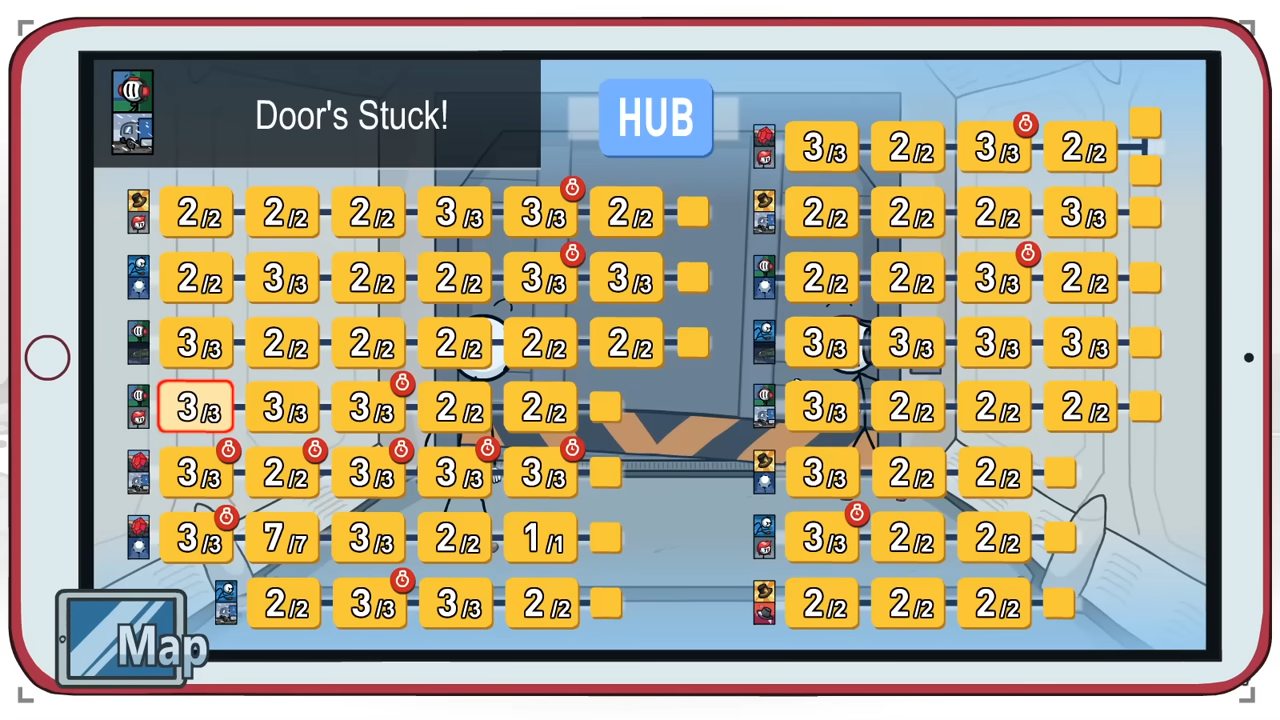 Door's Stuck!
HUB
3/3 2/2 3/3 2/2
2/2 2/2 2/2 3/3 3/3 2/2
2/2 2/2 2/2 3/3
2/2 3/3 2/2 2/2 3/3 3/3
2/2 2/2 3/3 2/2
3/3 2/2 2/2 2/2 2/2 2/2
3/3 3/3 3/3 3/3
3/3 3/3 3/3 2/2 2/2
3/3 2/2 2/2 2/2
3/3 2/2 3/3 3/3 3/3
3/3 2/2 2/2
3/3 7/7 3/3 2/2 1/1
3/3 2/2 2/2
2/2 3/3 3/3 2/2
2/2 2/2 2/2
Map